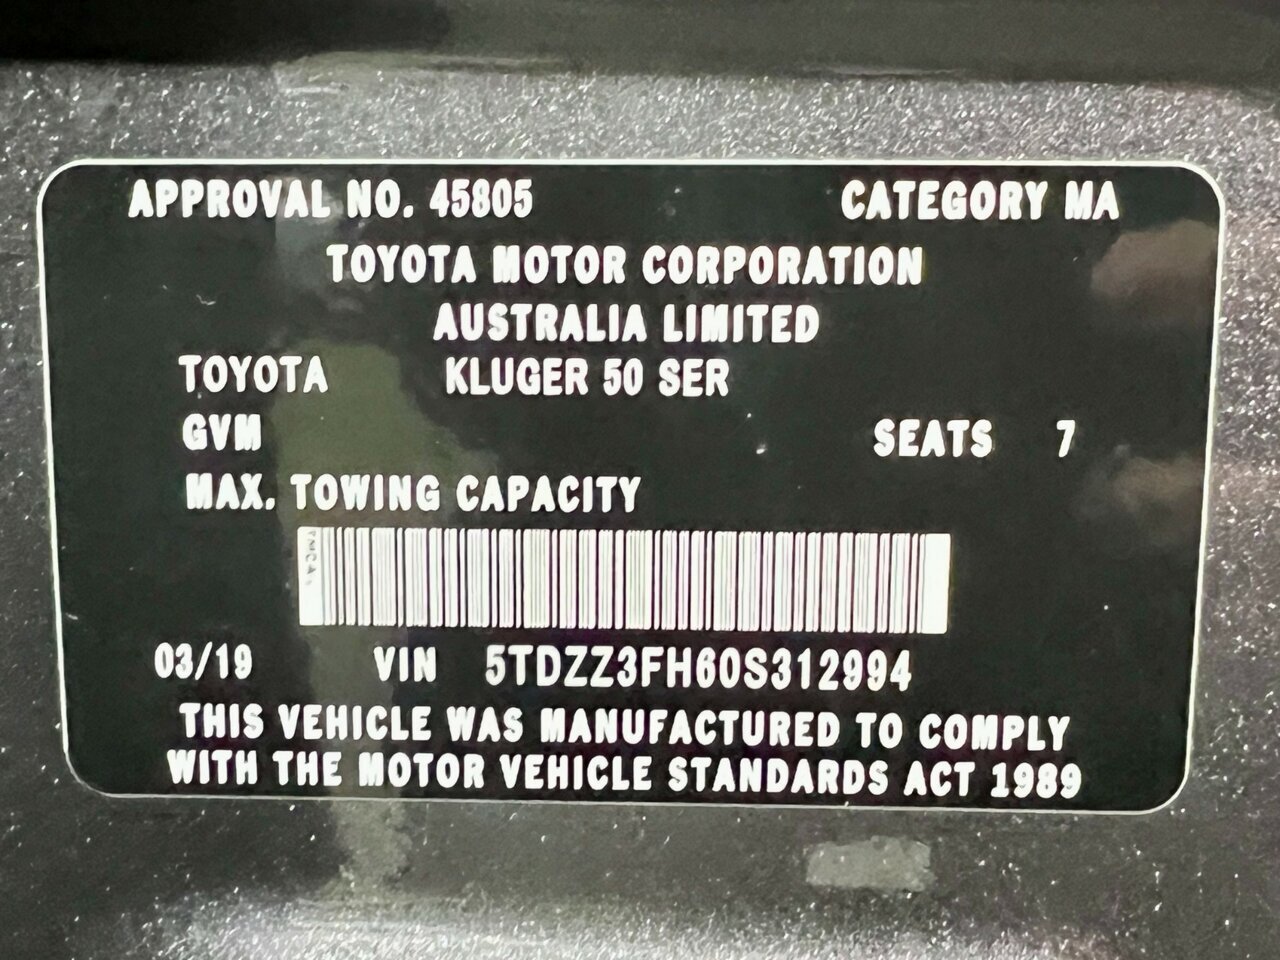 APPROVAL NO. 45805 CATEGORY MA
TOYOTA MOTOR CORPORATION
AUSTRALIA LIMITED
TOYOTA KLUGER 50 SER
GVM SEATS 7
MAX. TOWING CAPACITY
TMCA
03/19 VIN 5TDZZ3FH60S312994
THIS VEHICLE WAS MANUFACTURED TO COMPLY
WITH THE MOTOR VEHICLE STANDARDS ACT 1989